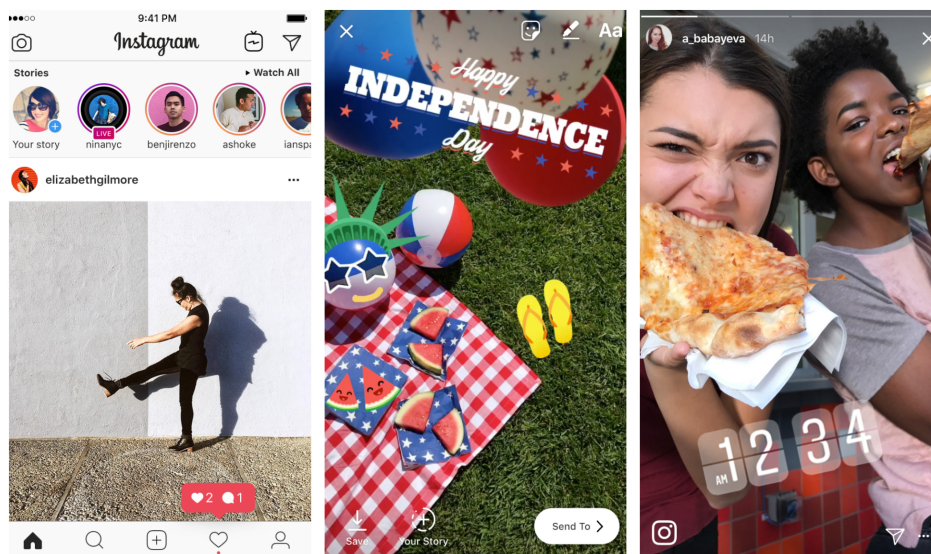 9:41 PM
Instagram
Stories
Watch All
LIVE
Your story
ninanyc
benjirenzo
ashoke
iansp
elizabethgilmore
2 1
Aa
Happy
INDEPENDENCE
Day
Save
Your Story
Send To
a_babayeva 14h
12 34
AM